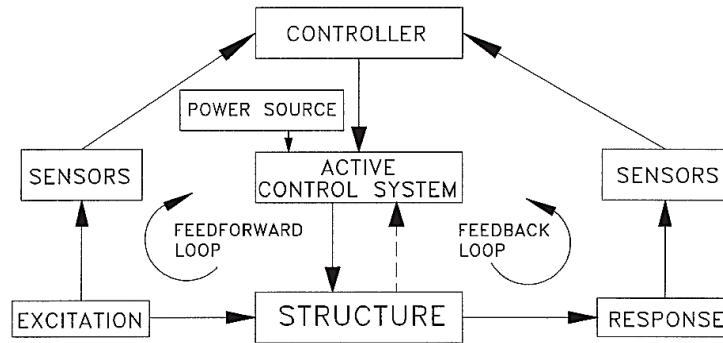 CONTROLLER
POWER SOURCE
SENSORS
ACTIVE
CONTROL SYSTEM
SENSORS
FEEDFORWARD
LOOP
FEEDBACK
LOOP
EXCITATION
STRUCTURE
RESPONSE